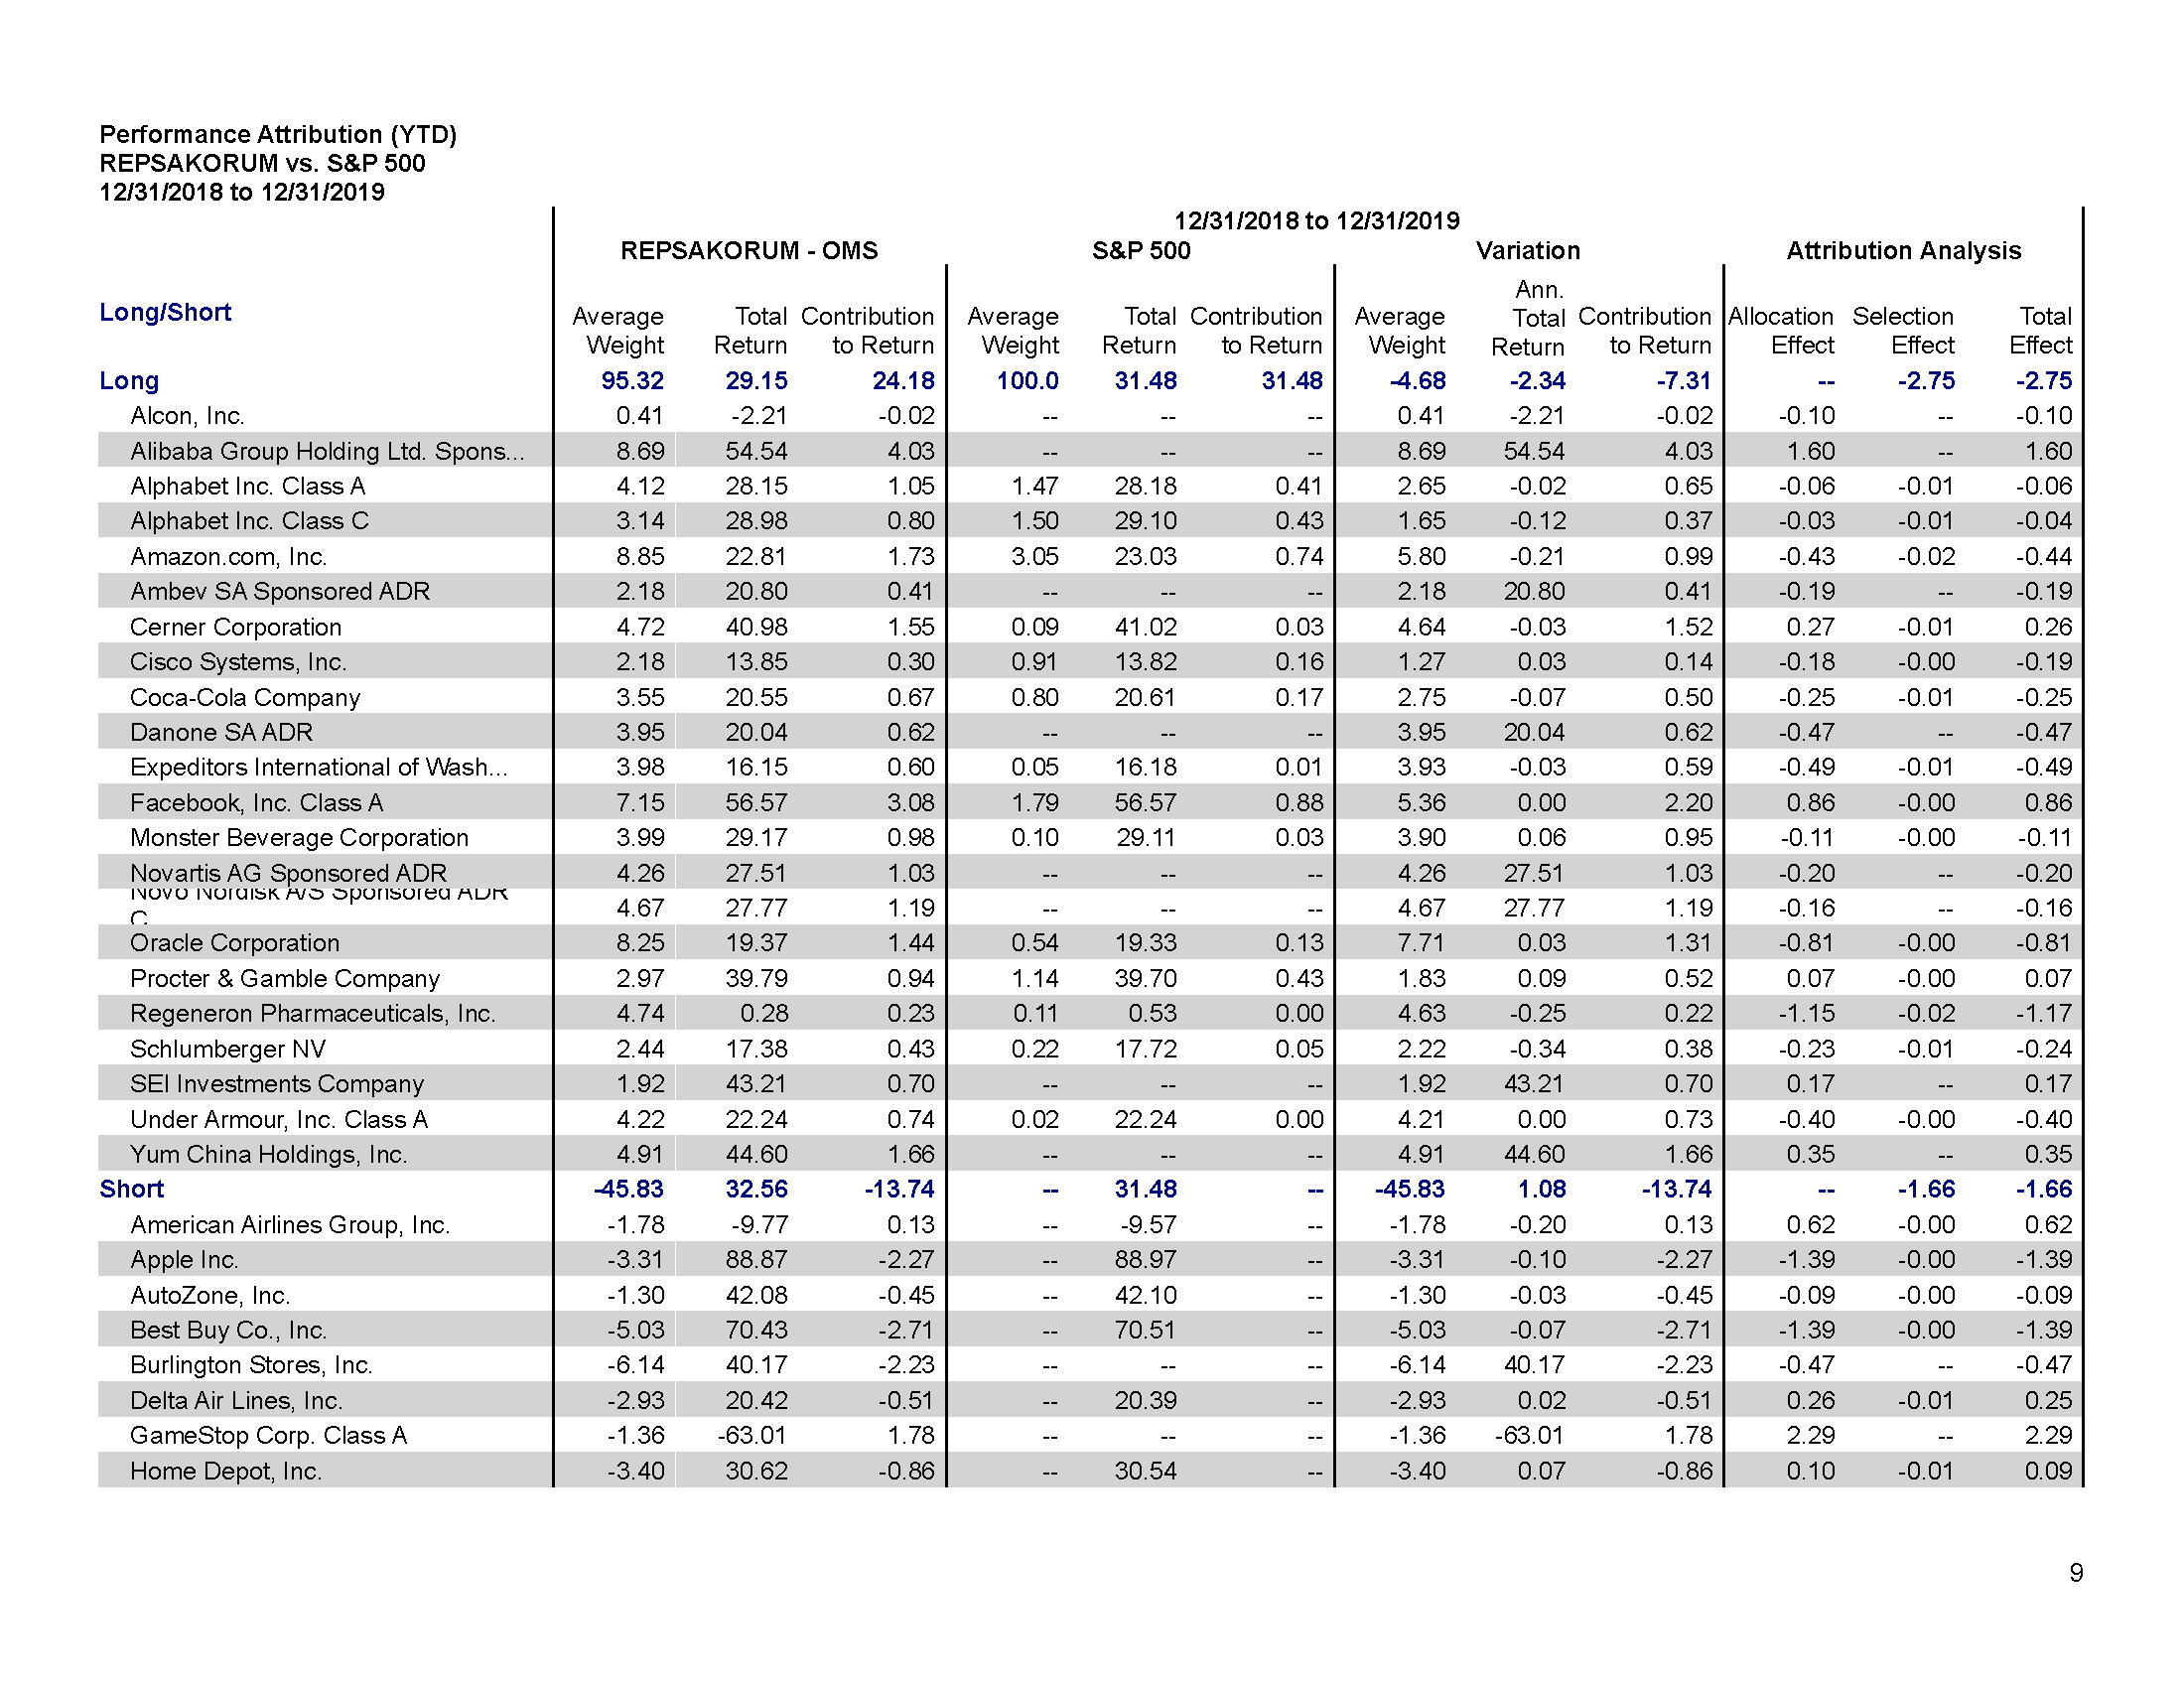 Performance Attribution (YTD)
REPSAKORUM vs. S&P 500
12/31/2018 to 12/31/2019
12/31/2018 to 12/31/2019
REPSAKORUM - OMS S&P 500 Variation Attribution Analysis
Long/Short Average Weight Total Return Contribution to Return Average Weight Total Return Contribution to Return Average Weight Ann. Total Return Contribution to Return Allocation Effect Selection Effect Total Effect
Long 95.32 29.15 24.18 100.0 31.48 31.48 -4.68 -2.34 -7.31 -- -2.75 -2.75
Alcon, Inc. 0.41 -2.21 -0.02 -- -- -- 0.41 -2.21 -0.02 -0.10 -- -0.10
Alibaba Group Holding Ltd. Spons... 8.69 54.54 4.03 -- -- -- 8.69 54.54 4.03 1.60 -- 1.60
Alphabet Inc. Class A 4.12 28.15 1.05 1.47 28.18 0.41 2.65 -0.02 0.65 -0.06 -0.01 -0.06
Alphabet Inc. Class C 3.14 28.98 0.80 1.50 29.10 0.43 1.65 -0.12 0.37 -0.03 -0.01 -0.04
Amazon.com, Inc. 8.85 22.81 1.73 3.05 23.03 0.74 5.80 -0.21 0.99 -0.43 -0.02 -0.44
Ambev SA Sponsored ADR 2.18 20.80 0.41 -- -- -- 2.18 20.80 0.41 -0.19 -- -0.19
Cerner Corporation 4.72 40.98 1.55 0.09 41.02 0.03 4.64 -0.03 1.52 0.27 -0.01 0.26
Cisco Systems, Inc. 2.18 13.85 0.30 0.91 13.82 0.16 1.27 0.03 0.14 -0.18 -0.00 -0.19
Coca-Cola Company 3.55 20.55 0.67 0.80 20.61 0.17 2.75 -0.07 0.50 -0.25 -0.01 -0.25
Danone SA ADR 3.95 20.04 0.62 -- -- -- 3.95 20.04 0.62 -0.47 -- -0.47
Expeditors International of Wash... 3.98 16.15 0.60 0.05 16.18 0.01 3.93 -0.03 0.59 -0.49 -0.01 -0.49
Facebook, Inc. Class A 7.15 56.57 3.08 1.79 56.57 0.88 5.36 0.00 2.20 0.86 -0.00 0.86
Monster Beverage Corporation 3.99 29.17 0.98 0.10 29.11 0.03 3.90 0.06 0.95 -0.11 -0.00 -0.11
Novartis AG Sponsored ADR 4.26 27.51 1.03 -- -- -- 4.26 27.51 1.03 -0.20 -- -0.20
Novo Nordisk A/S Sponsored ADR C 4.67 27.77 1.19 -- -- -- 4.67 27.77 1.19 -0.16 -- -0.16
Oracle Corporation 8.25 19.37 1.44 0.54 19.33 0.13 7.71 0.03 1.31 -0.81 -0.00 -0.81
Procter & Gamble Company 2.97 39.79 0.94 1.14 39.70 0.43 1.83 0.09 0.52 0.07 -0.00 0.07
Regeneron Pharmaceuticals, Inc. 4.74 0.28 0.23 0.11 0.53 0.00 4.63 -0.25 0.22 -1.15 -0.02 -1.17
Schlumberger NV 2.44 17.38 0.43 0.22 17.72 0.05 2.22 -0.34 0.38 -0.23 -0.01 -0.24
SEI Investments Company 1.92 43.21 0.70 -- -- -- 1.92 43.21 0.70 0.17 -- 0.17
Under Armour, Inc. Class A 4.22 22.24 0.74 0.02 22.24 0.00 4.21 0.00 0.73 -0.40 -0.00 -0.40
Yum China Holdings, Inc. 4.91 44.60 1.66 -- -- -- 4.91 44.60 1.66 0.35 -- 0.35
Short -45.83 32.56 -13.74 -- 31.48 -- -45.83 1.08 -13.74 -- -1.66 -1.66
American Airlines Group, Inc. -1.78 -9.77 0.13 -- -9.57 -- -1.78 -0.20 0.13 0.62 -0.00 0.62
Apple Inc. -3.31 88.87 -2.27 -- 88.97 -- -3.31 -0.10 -2.27 -1.39 -0.00 -1.39
AutoZone, Inc. -1.30 42.08 -0.45 -- 42.10 -- -1.30 -0.03 -0.45 -0.09 -0.00 -0.09
Best Buy Co., Inc. -5.03 70.43 -2.71 -- 70.51 -- -5.03 -0.07 -2.71 -1.39 -0.00 -1.39
Burlington Stores, Inc. -6.14 40.17 -2.23 -- -- -- -6.14 40.17 -2.23 -0.47 -- -0.47
Delta Air Lines, Inc. -2.93 20.42 -0.51 -- 20.39 -- -2.93 0.02 -0.51 0.26 -0.01 0.25
GameStop Corp. Class A -1.36 -63.01 1.78 -- -- -- -1.36 -63.01 1.78 2.29 -- 2.29
Home Depot, Inc. -3.40 30.62 -0.86 -- 30.54 -- -3.40 0.07 -0.86 0.10 -0.01 0.09
9